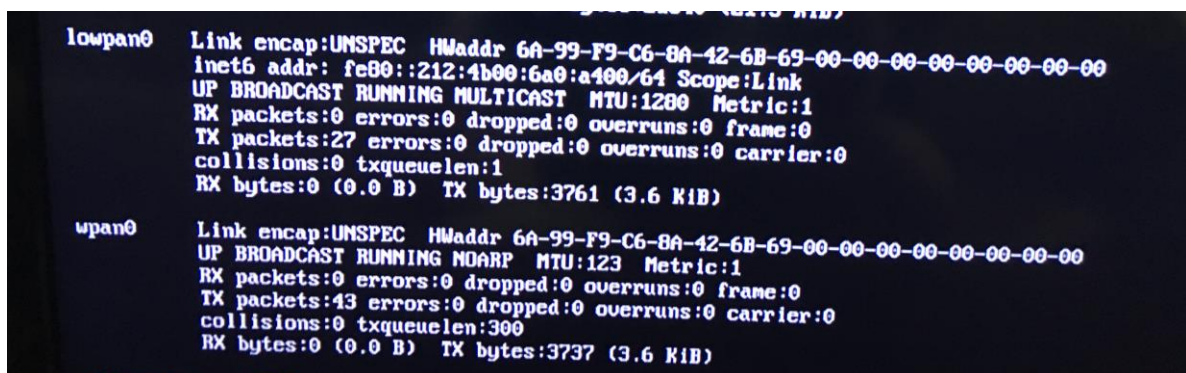 lowpan0 Link encap:UNSPEC HWaddr 6A-99-F9-C6-8A-42-6B-69-00-00-00-00-00-00-00-00
inet6 addr: fe80::212:4b00:6a0:a400/64 Scope:Link
UP BROADCAST RUNNING MULTICAST MTU:1280 Metric:1
RX packets:0 errors:0 dropped:0 overruns:0 frame:0
TX packets:27 errors:0 dropped:0 overruns:0 carrier:0
collisions:0 txqueuelen:1
RX bytes:0 (0.0 B) TX bytes:3761 (3.6 KiB)
wpan0 Link encap:UNSPEC HWaddr 6A-99-F9-C6-8A-42-6B-69-00-00-00-00-00-00-00-00
UP BROADCAST RUNNING NOARP MTU:123 Metric:1
RX packets:0 errors:0 dropped:0 overruns:0 frame:0
TX packets:43 errors:0 dropped:0 overruns:0 carrier:0
collisions:0 txqueuelen:300
RX bytes:0 (0.0 B) TX bytes:3737 (3.6 KiB)